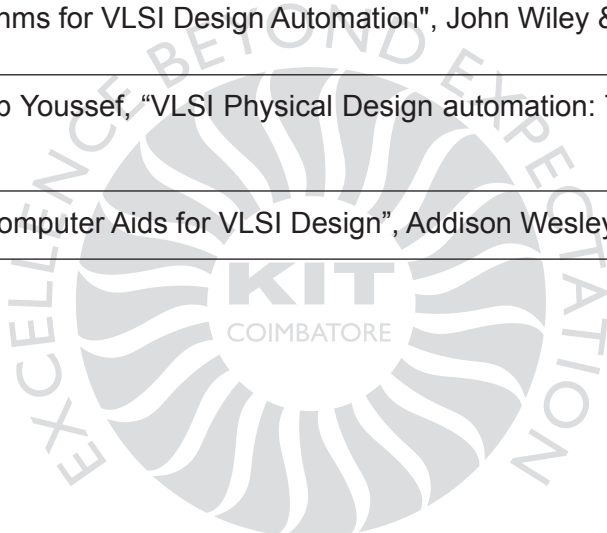 hms for VLSI Design Automation", John Wiley &
b Youssef, “VLSI Physical Design automation:
omputer Aids for VLSI Design”, Addison Wesley
EXCELLENCE BEYOND EXPECTATION
KIT
COIMBATORE